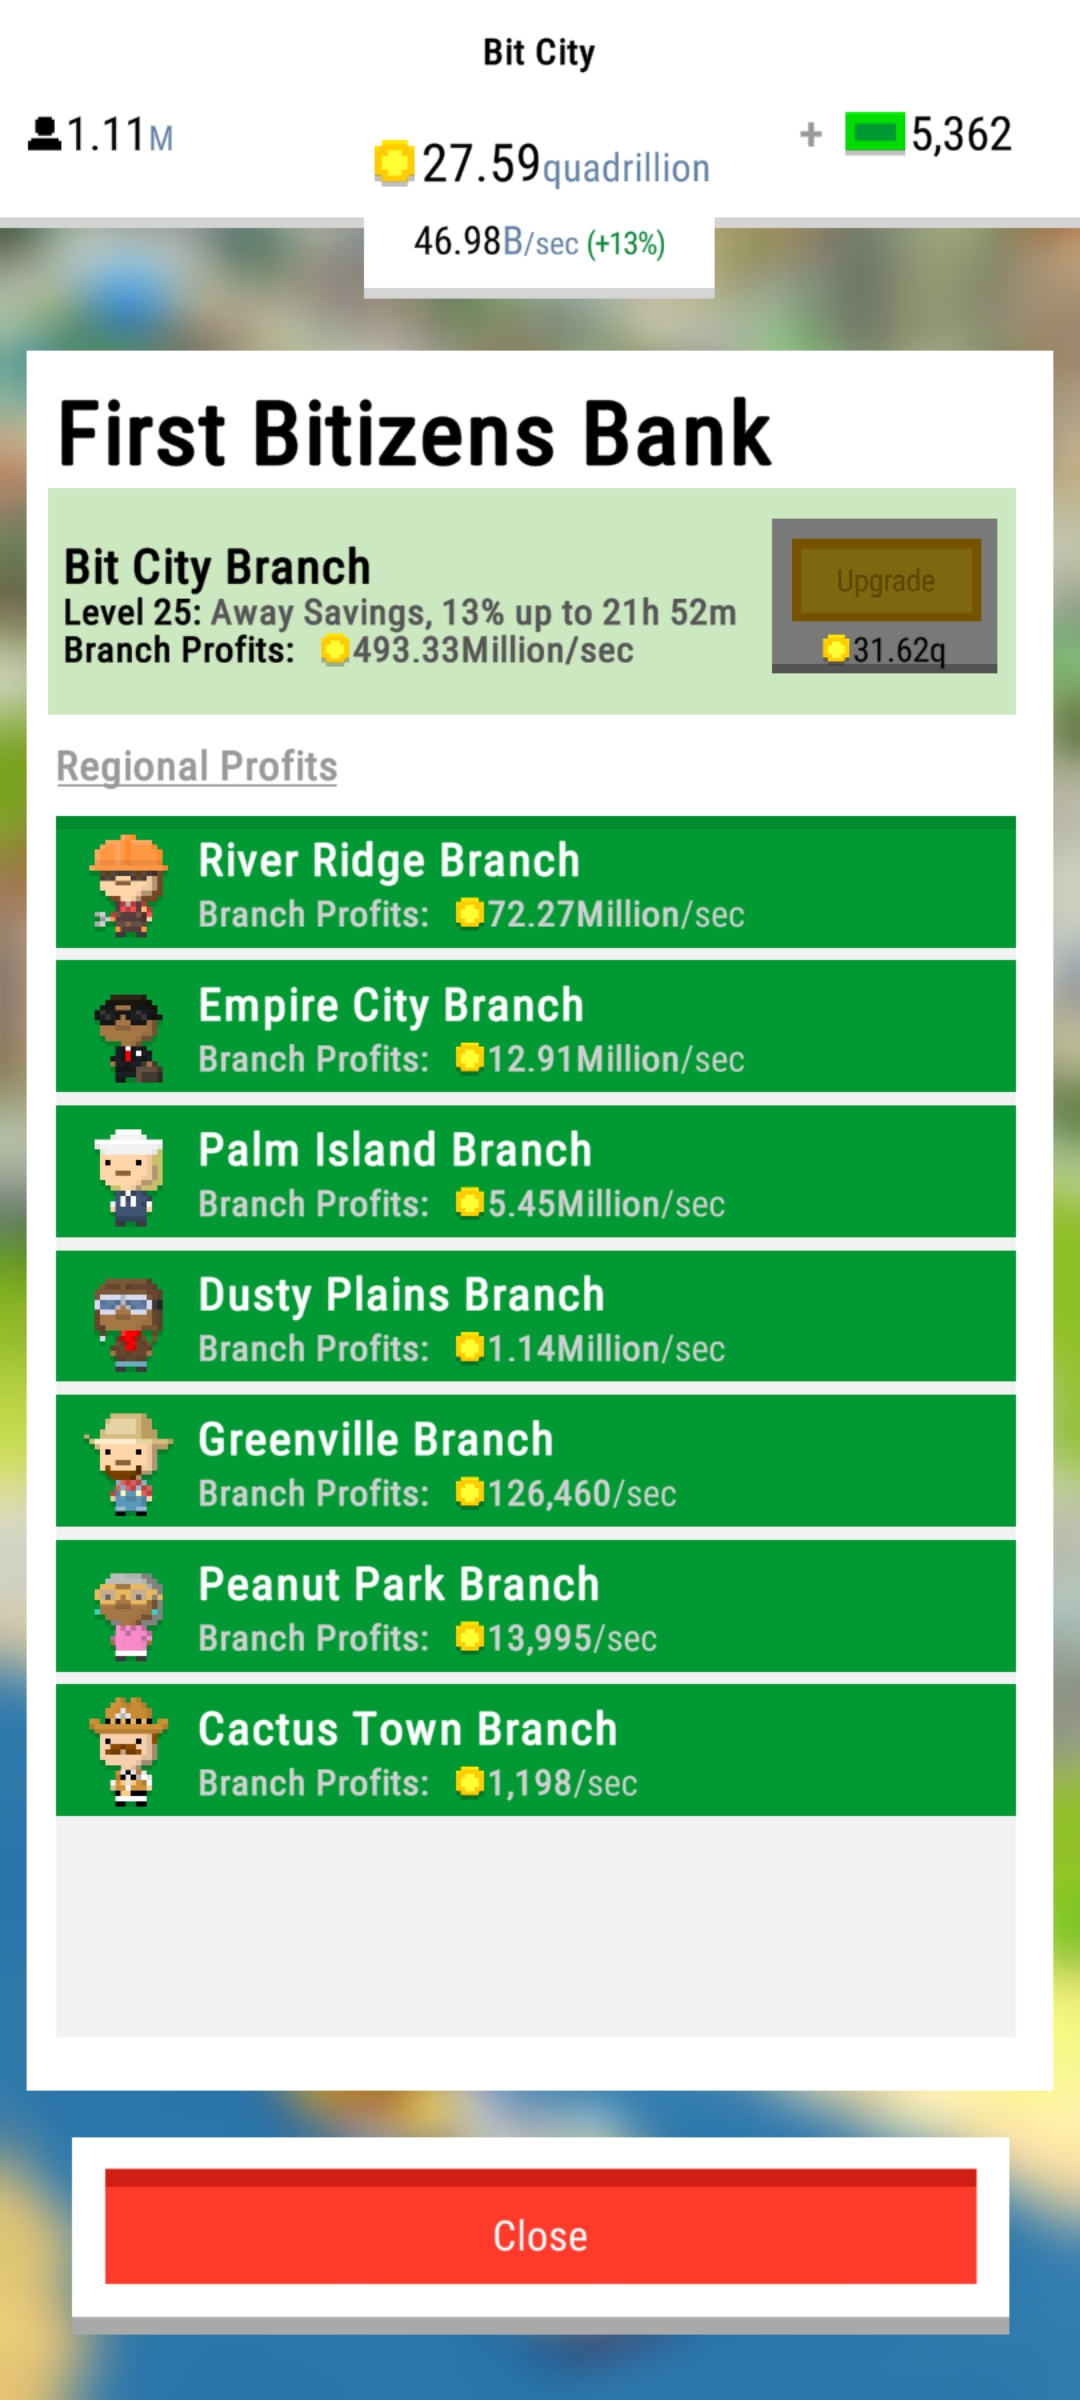 Bit City
1.11M
27.59quadrillion
+ 5,362
46.98B/sec (+13%)
First Bitizens Bank
Bit City Branch
Level 25: Away Savings, 13% up to 21h 52m
Branch Profits: 493.33Million/sec
Upgrade
31.62q
Regional Profits
River Ridge Branch
Branch Profits: 72.27Million/sec
Empire City Branch
Branch Profits: 12.91Million/sec
Palm Island Branch
Branch Profits: 5.45Million/sec
Dusty Plains Branch
Branch Profits: 1.14Million/sec
Greenville Branch
Branch Profits: 126,460/sec
Peanut Park Branch
Branch Profits: 13,995/sec
Cactus Town Branch
Branch Profits: 1,198/sec
Close